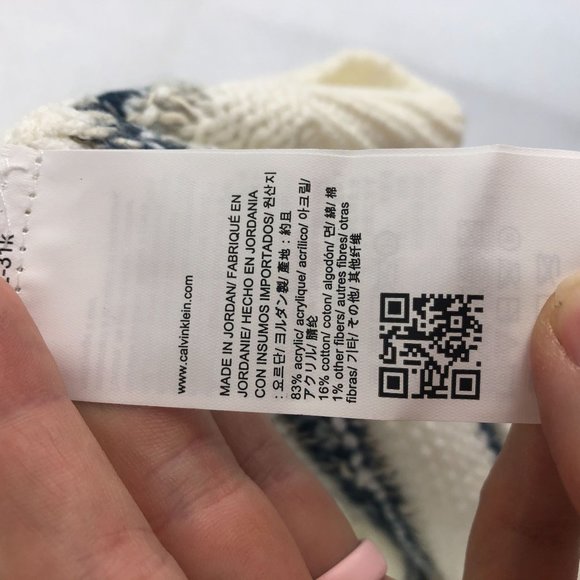 www.calvinklein.com
MADE IN JORDAN/ FABRIQUÉ EN
JORDANIE/ HECHO EN JORDANIA
CON INSUMOS IMPORTADOS/ 원산지
: 요르단/ ヨルダン製/ 產地 : 約旦
83% acrylic/ acrylique/ acrílico/ 아크릴/
アクリル/ 腈纶
16% cotton/ coton/ algodón/ 면/ 綿/ 棉
1% other fibers/ autres fibres/ otras
fibras/ 기타/ その他/ 其他纤维